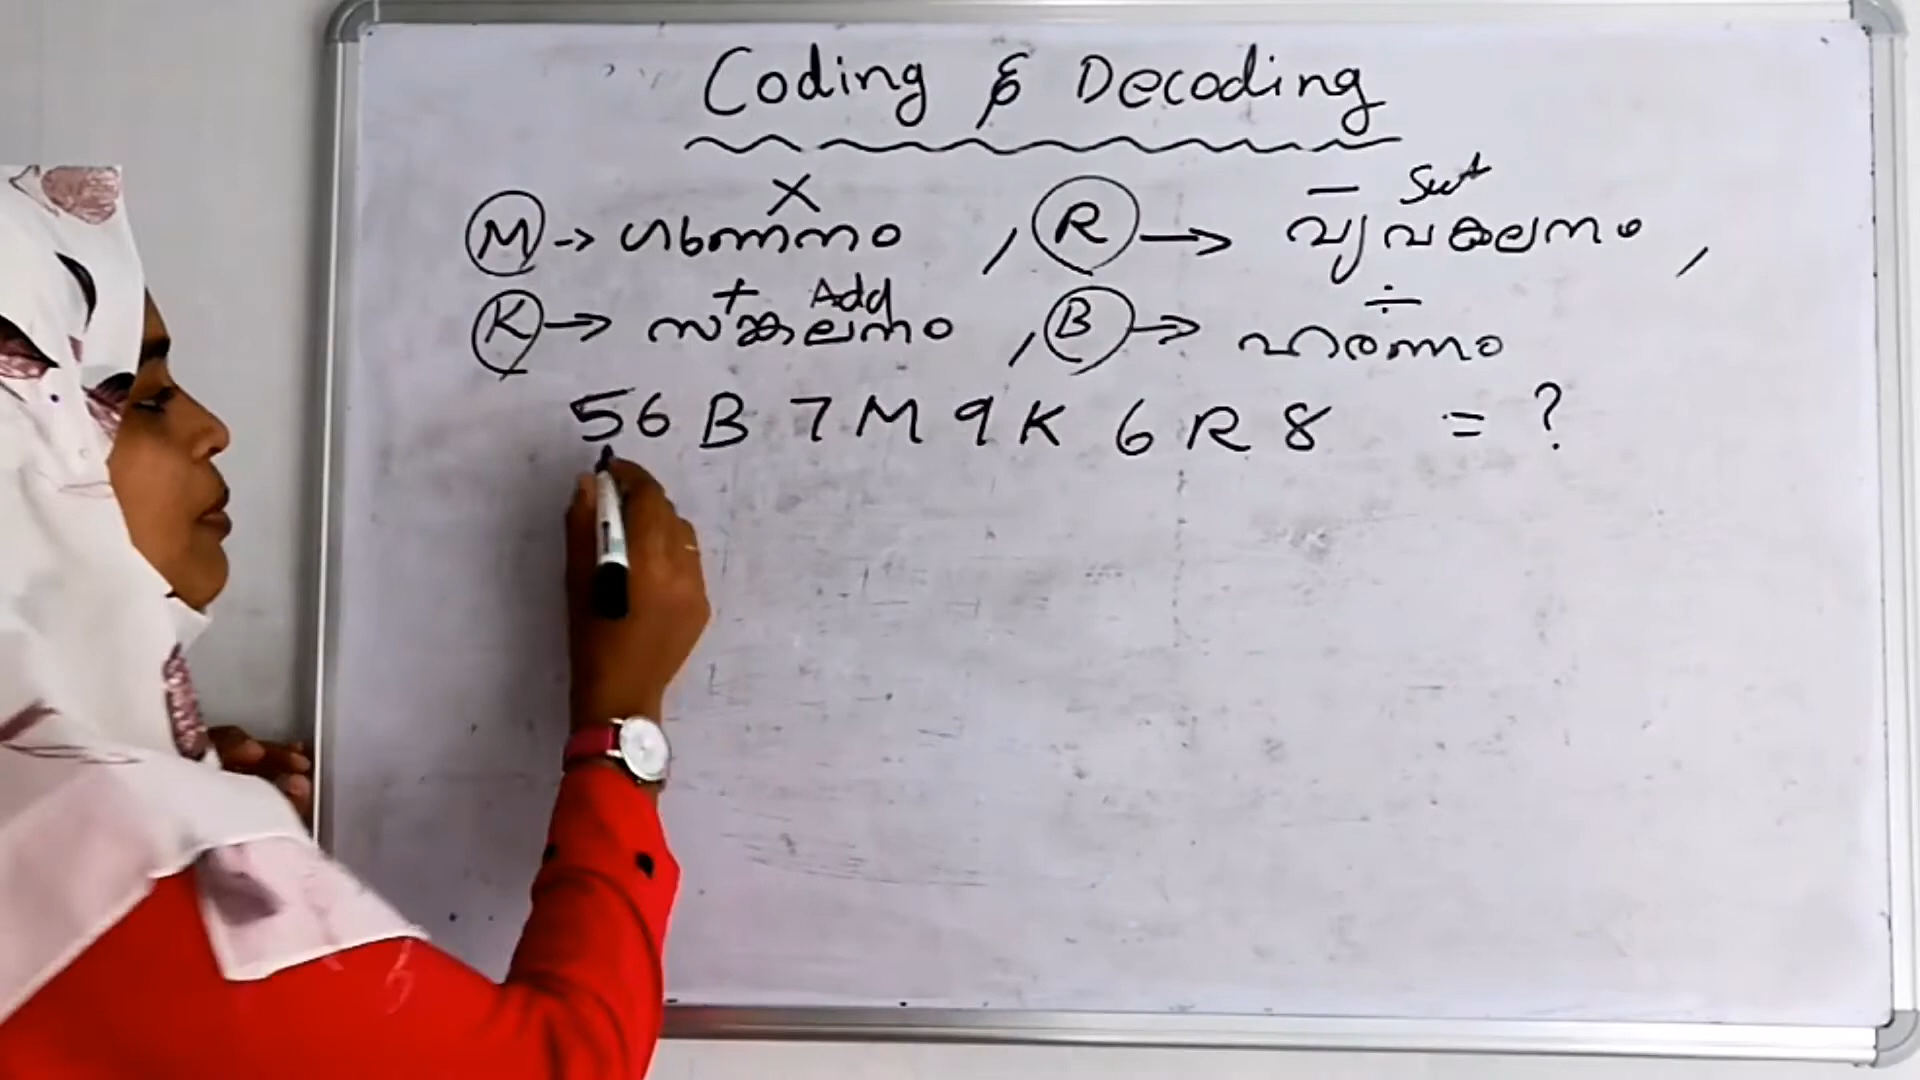 Coding & Decoding
× – Sub
M → ഗുണനം , R → വ്യവകലനം ,
+ Add ÷
K → സങ്കലനം , B → ഹരണം
56 B 7 M 9 K 6 R 8 = ?